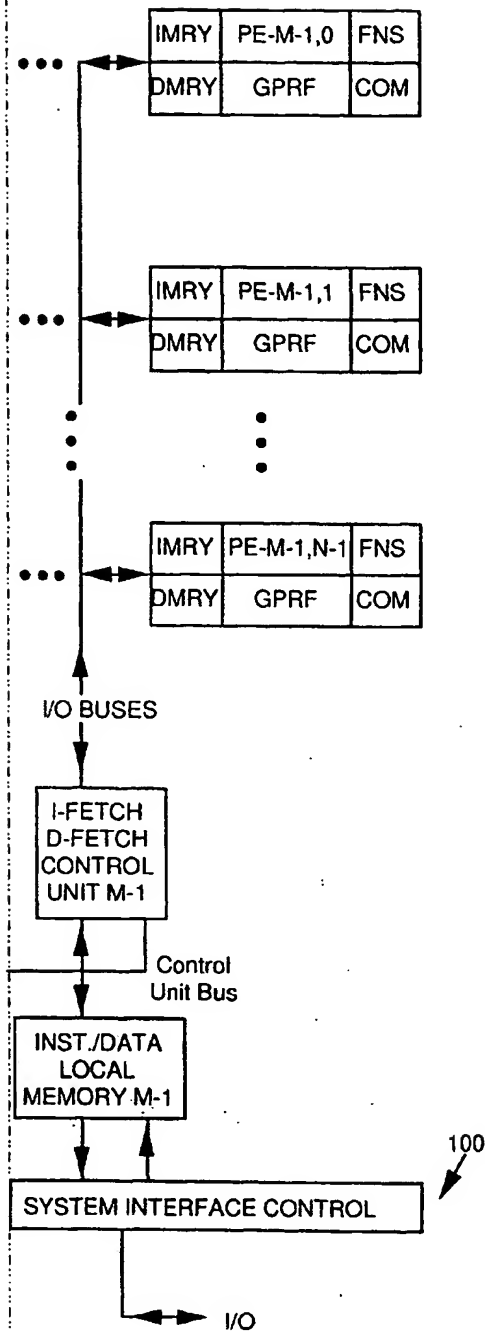 IMRY PE-M-1,0 FNS
DMRY GPRF COM
IMRY PE-M-1,1 FNS
DMRY GPRF COM
IMRY PE-M-1,N-1 FNS
DMRY GPRF COM
I/O BUSES
I-FETCH
D-FETCH
CONTROL
UNIT M-1
Control
Unit Bus
INST./DATA
LOCAL
MEMORY M-1
100
SYSTEM INTERFACE CONTROL
I/O